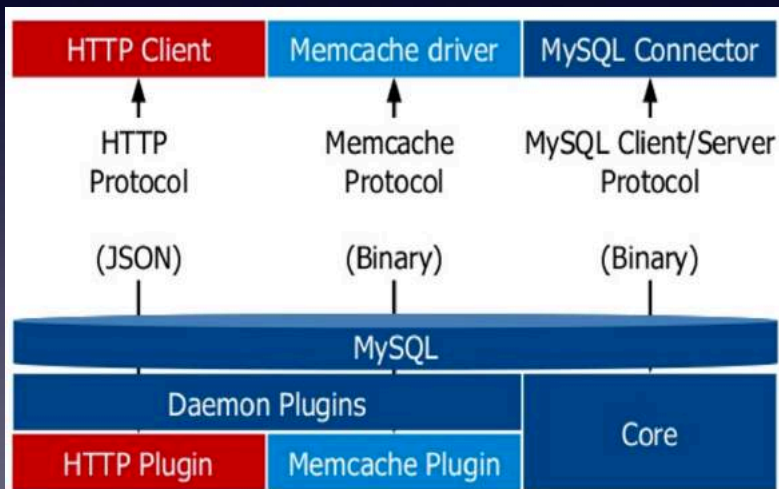 HTTP Client
Memcache driver
MySQL Connector
HTTP
Protocol
Memcache
Protocol
MySQL Client/Server
Protocol
(JSON)
(Binary)
(Binary)
MySQL
Daemon Plugins
Core
HTTP Plugin
Memcache Plugin